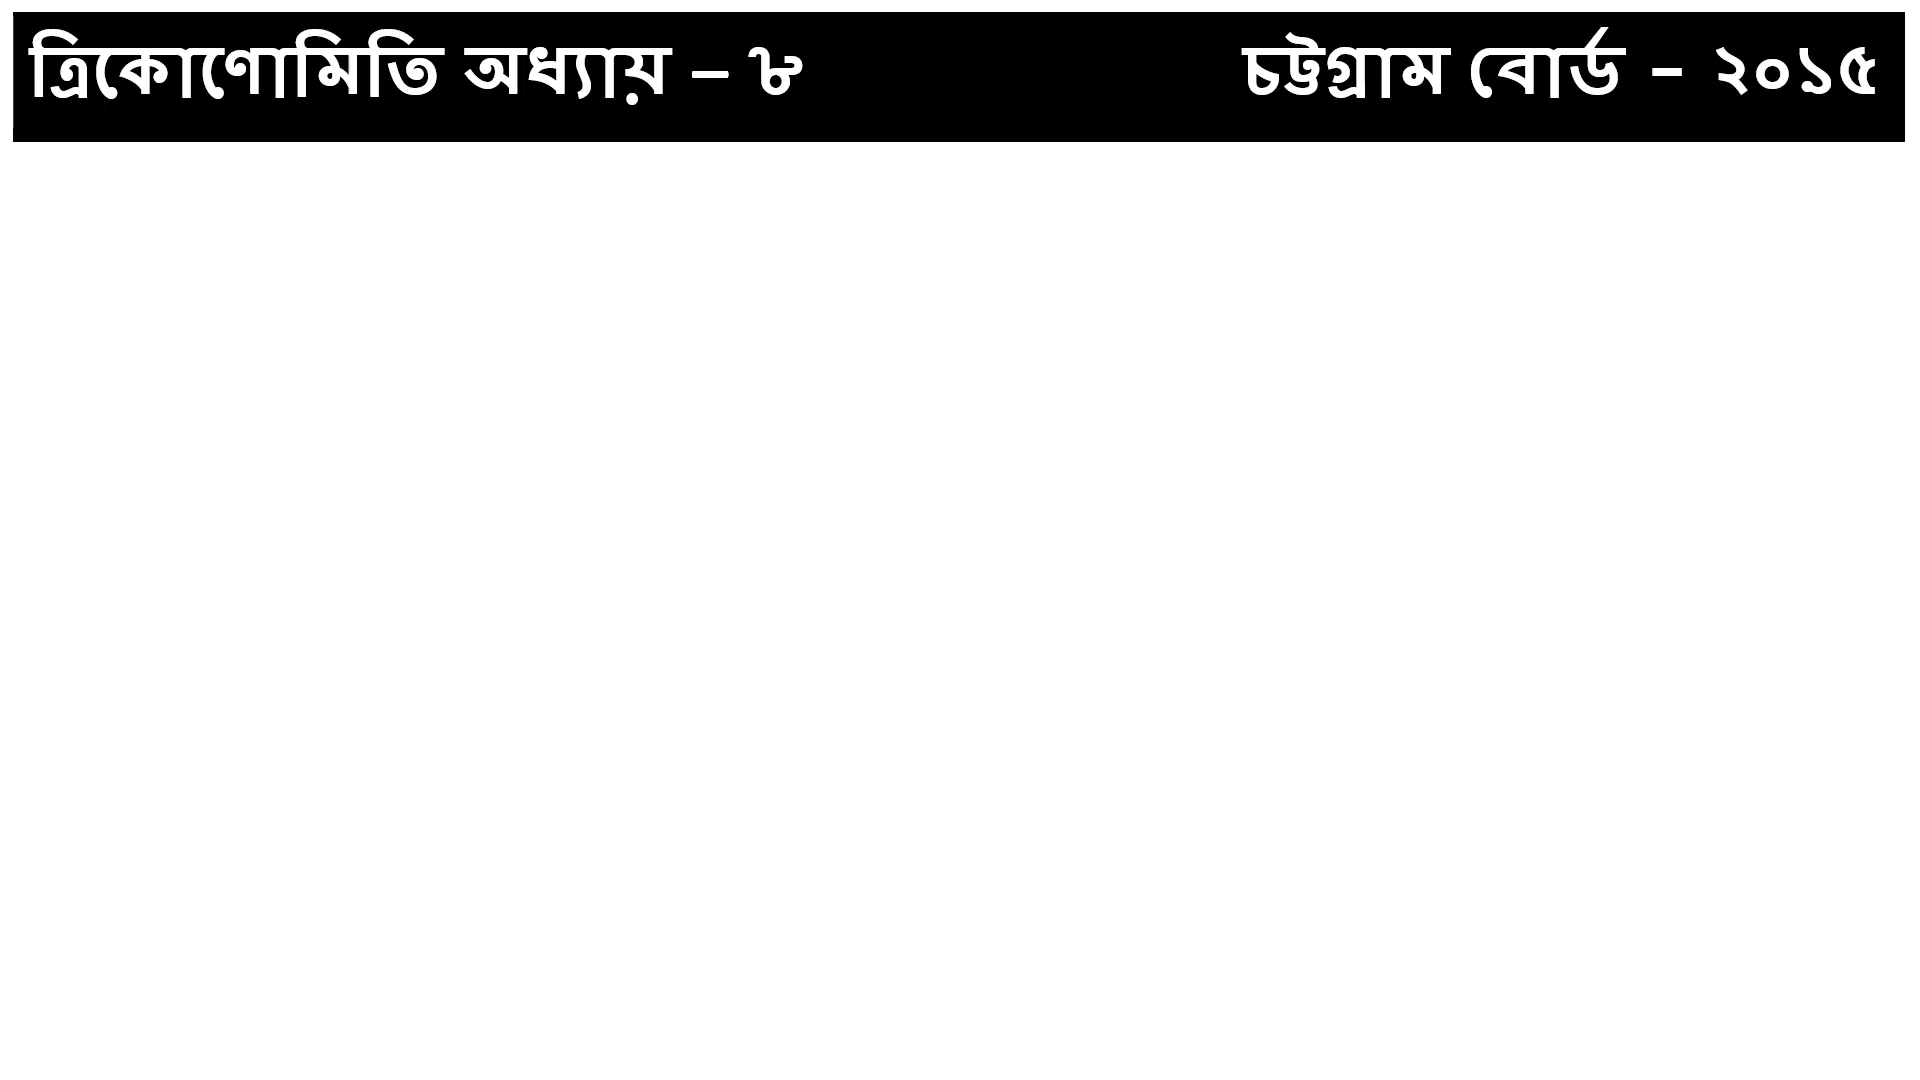 ত্রিকোণোমিতি অধ্যায় – ৮ চট্টগ্রাম বোর্ড – ২০১৫